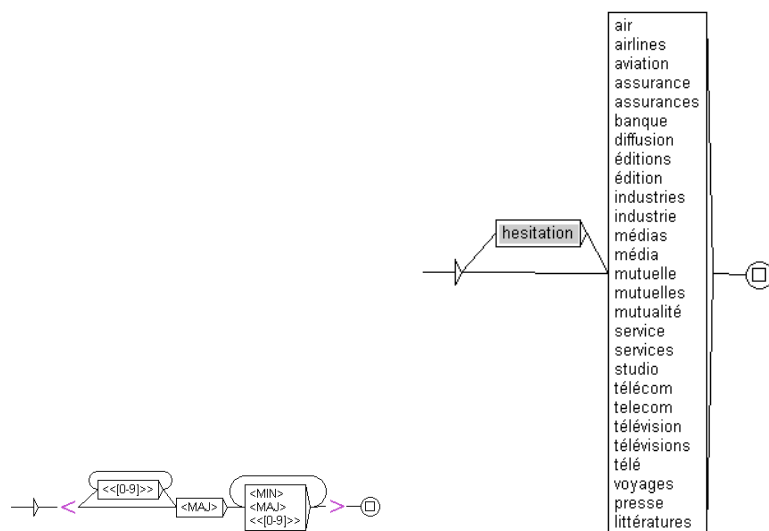 air
airlines
aviation
assurance
assurances
banque
diffusion
éditions
édition
industries
industrie
médias
média
mutuelle
mutuelles
mutualité
service
services
studio
télécom
telecom
télévision
télévisions
télé
voyages
presse
littératures
hesitation
< <<[0-9]>> <MAJ> <MIN> >
<MAJ>
<<[0-9]>>